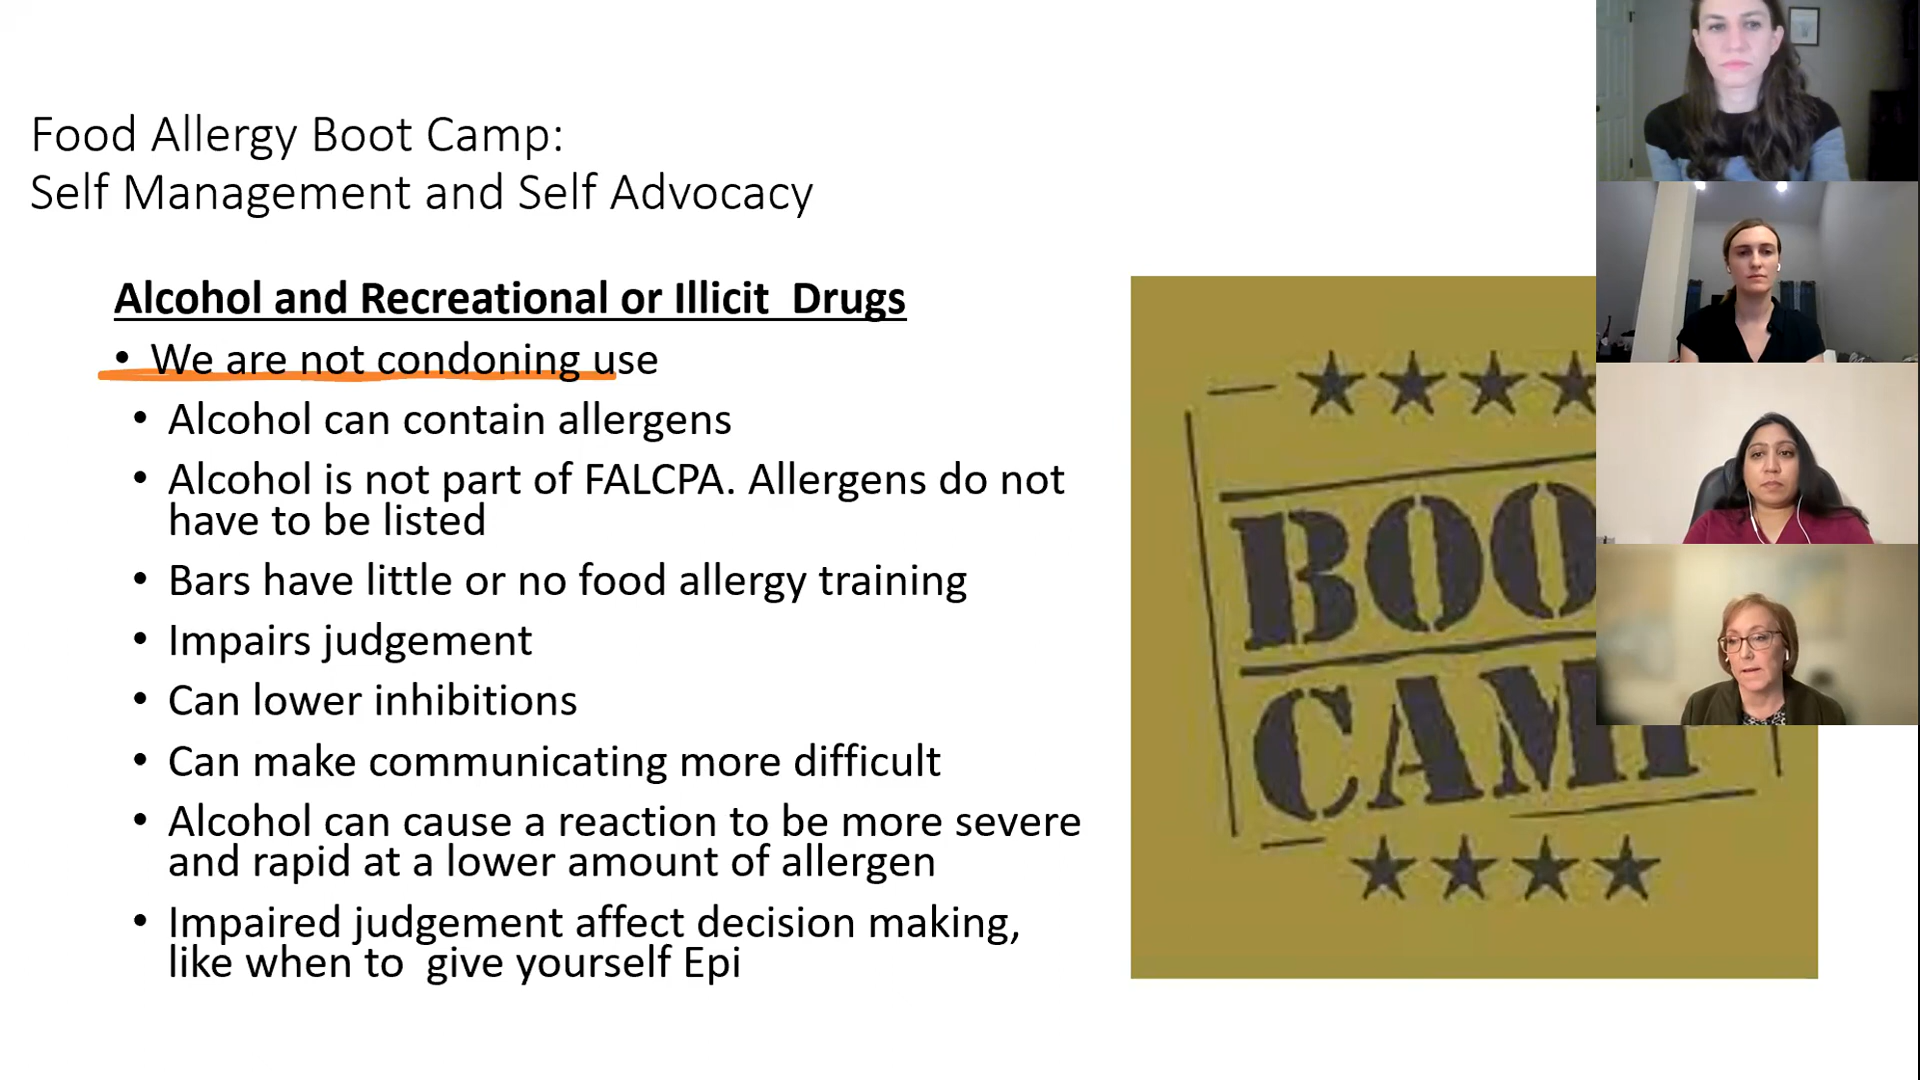 Food Allergy Boot Camp:
Self Management and Self Advocacy
Alcohol and Recreational or Illicit  Drugs
• We are not condoning use
• Alcohol can contain allergens
• Alcohol is not part of FALCPA. Allergens do not
have to be listed
• Bars have little or no food allergy training
• Impairs judgement
• Can lower inhibitions
• Can make communicating more difficult
• Alcohol can cause a reaction to be more severe
and rapid at a lower amount of allergen
• Impaired judgement affect decision making,
like when to  give yourself Epi
BOO
CAMP